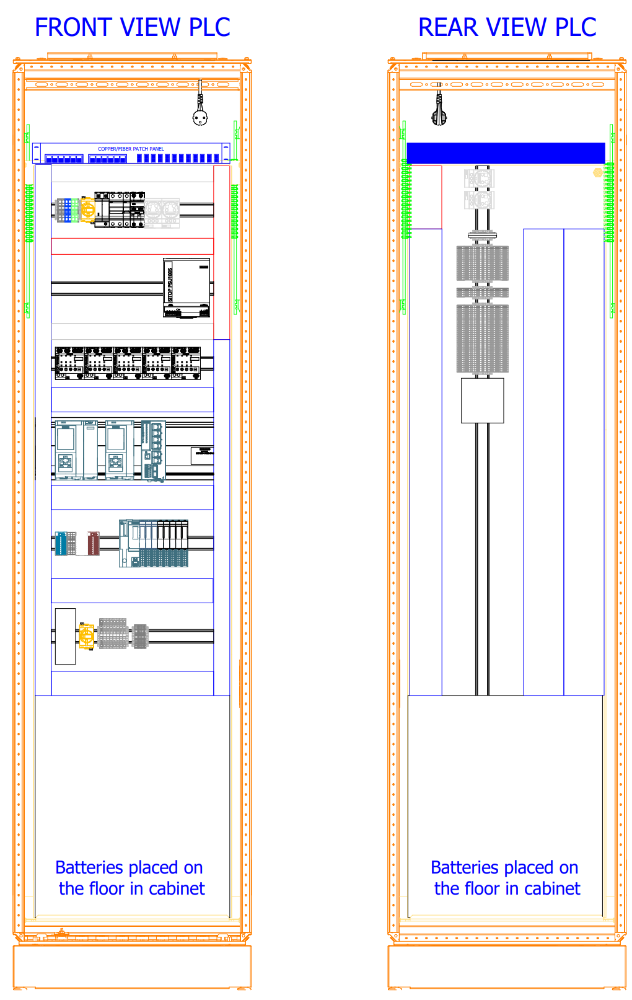 FRONT VIEW PLC
REAR VIEW PLC
COPPER/FIBER PATCH PANEL
SITOP PSU100S
Batteries placed on
the floor in cabinet
Batteries placed on
the floor in cabinet